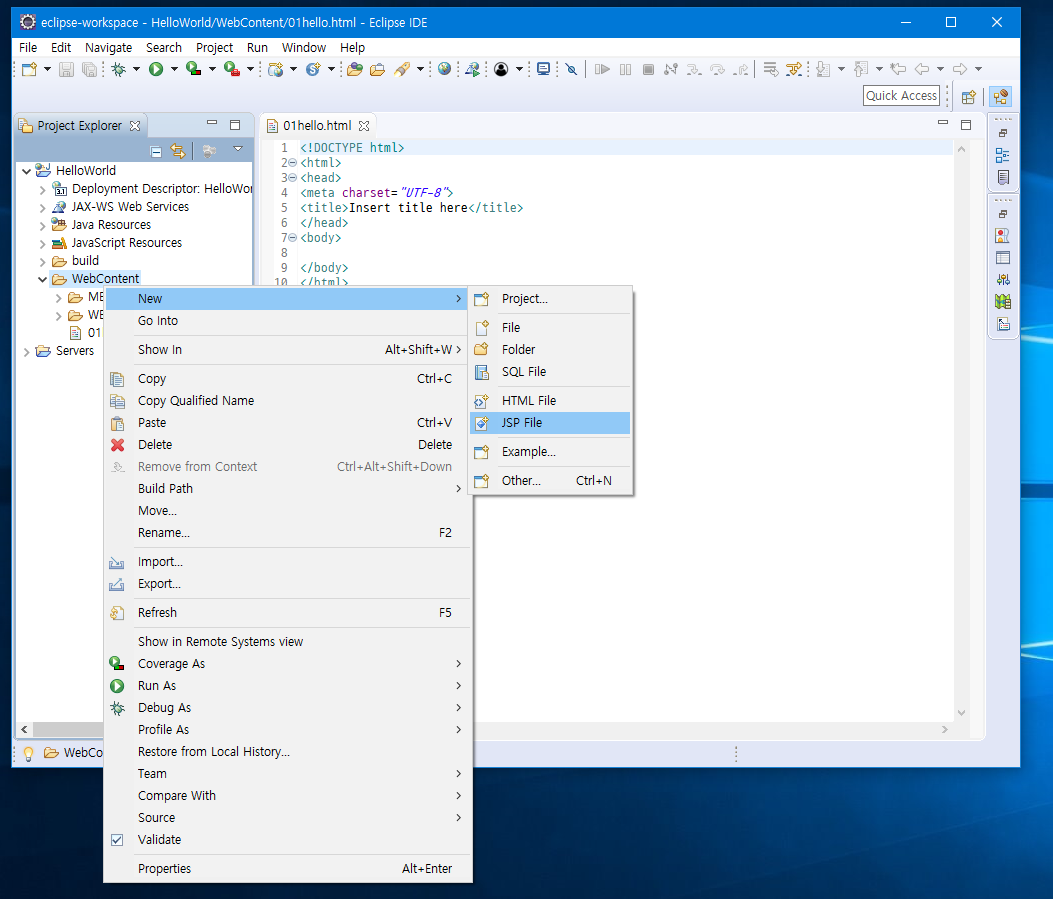 eclipse-workspace - HelloWorld/WebContent/01hello.html - Eclipse IDE
File Edit Navigate Search Project Run Window Help
Quick Access
Project Explorer
HelloWorld
3.1 Deployment Descriptor: HelloWor
JAX-WS Web Services
Java Resources
JavaScript Resources
build
WebContent
ME
WE
01
Servers
01hello.html
1 <!DOCTYPE html>
2 <html>
3 <head>
4 <meta charset="UTF-8">
5 <title>Insert title here</title>
6 </head>
7 <body>
8
9 </body>
10 </html>
New
Go Into
Show In Alt+Shift+W
Copy Ctrl+C
Copy Qualified Name
Paste Ctrl+V
Delete Delete
Remove from Context Ctrl+Alt+Shift+Down
Build Path
Move...
Rename... F2
Import...
Export...
Refresh F5
Show in Remote Systems view
Coverage As
Run As
Debug As
Profile As
Restore from Local History...
Team
Compare With
Source
Validate
Properties Alt+Enter
Project...
File
Folder
SQL File
HTML File
JSP File
Example...
Other... Ctrl+N
WebCo